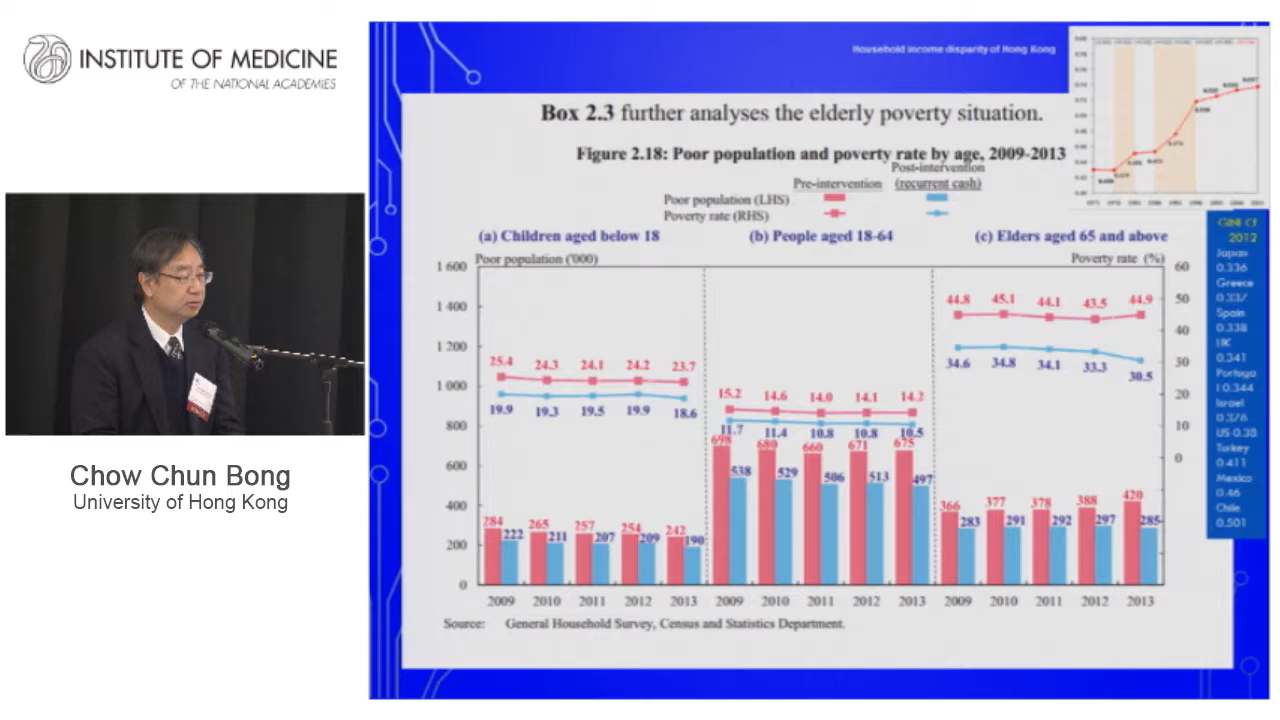 INSTITUTE OF MEDICINE
OF THE NATIONAL ACADEMIES
Chow Chun Bong
University of Hong Kong
Household income disparity of Hong Kong
Box 2.3 further analyses the elderly poverty situation.
Figure 2.18: Poor population and poverty rate by age, 2009-2013
Pre-intervention
Post-intervention
(recurrent cash)
Poor population (LHS)
Poverty rate (RHS)
(a) Children aged below 18
(b) People aged 18-64
(c) Elders aged 65 and above
Poor population ('000)
Poverty rate (%)
1 600
1 400
1 200
1 000
800
600
400
200
0
60
50
40
30
20
10
0
25.4 24.3 24.1 24.2 23.7
19.9 19.3 19.5 19.9 18.6
284 265 257 254 242
222 211 207 209 190
15.2 14.6 14.0 14.1 14.2
11.7 11.4 10.8 10.8 10.5
698 680 660 671 675
538 529 506 513 497
44.8 45.1 44.1 43.5 44.9
34.6 34.8 34.1 33.3 30.5
366 377 378 388 420
283 291 292 297 285
2009 2010 2011 2012 2013 2009 2010 2011 2012 2013 2009 2010 2011 2012 2013
Source: General Household Survey, Census and Statistics Department.
GINI Cf
2012
Japan
0.336
Greece
0.337
Spain
0.338
UK
0.341
Portuga
l 0.344
Israel
0.376
US 0.38
Turkey
0.411
Mexico
0.46
Chile
0.501